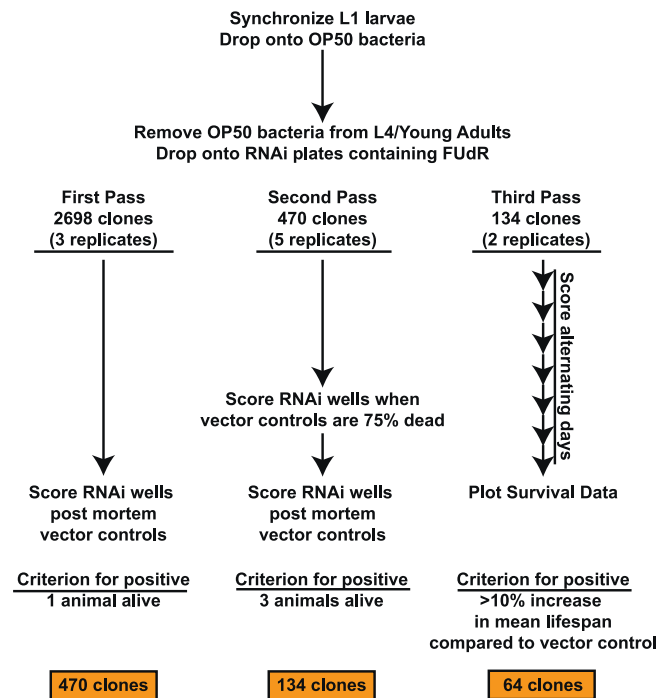 Synchronize L1 larvae
Drop onto OP50 bacteria
Remove OP50 bacteria from L4/Young Adults
Drop onto RNAi plates containing FUdR
First Pass
2698 clones
(3 replicates)
Second Pass
470 clones
(5 replicates)
Third Pass
134 clones
(2 replicates)
Score alternating days
Score RNAi wells when
vector controls are 75% dead
Score RNAi wells
post mortem
vector controls
Score RNAi wells
post mortem
vector controls
Plot Survival Data
Criterion for positive
1 animal alive
Criterion for positive
3 animals alive
Criterion for positive
>10% increase
in mean lifespan
compared to vector control
470 clones
134 clones
64 clones